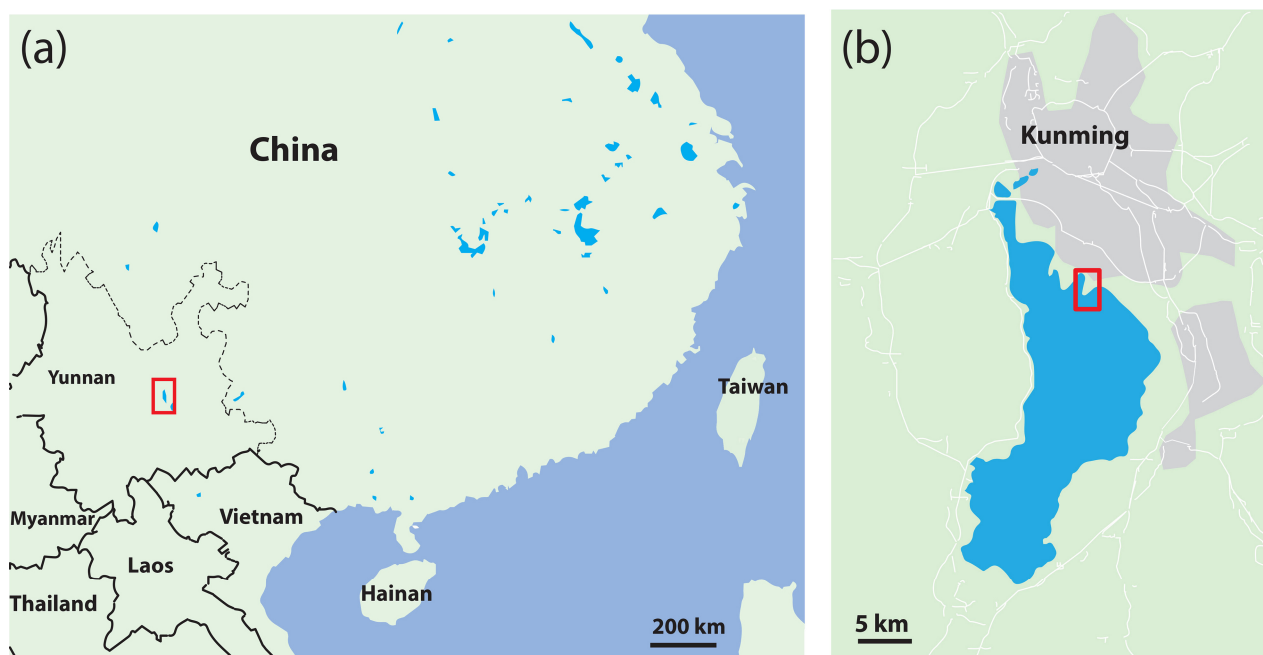 (a)
China
Yunnan
Taiwan
Myanmar
Vietnam
Laos
Thailand
Hainan
200 km
(b)
Kunming
5 km